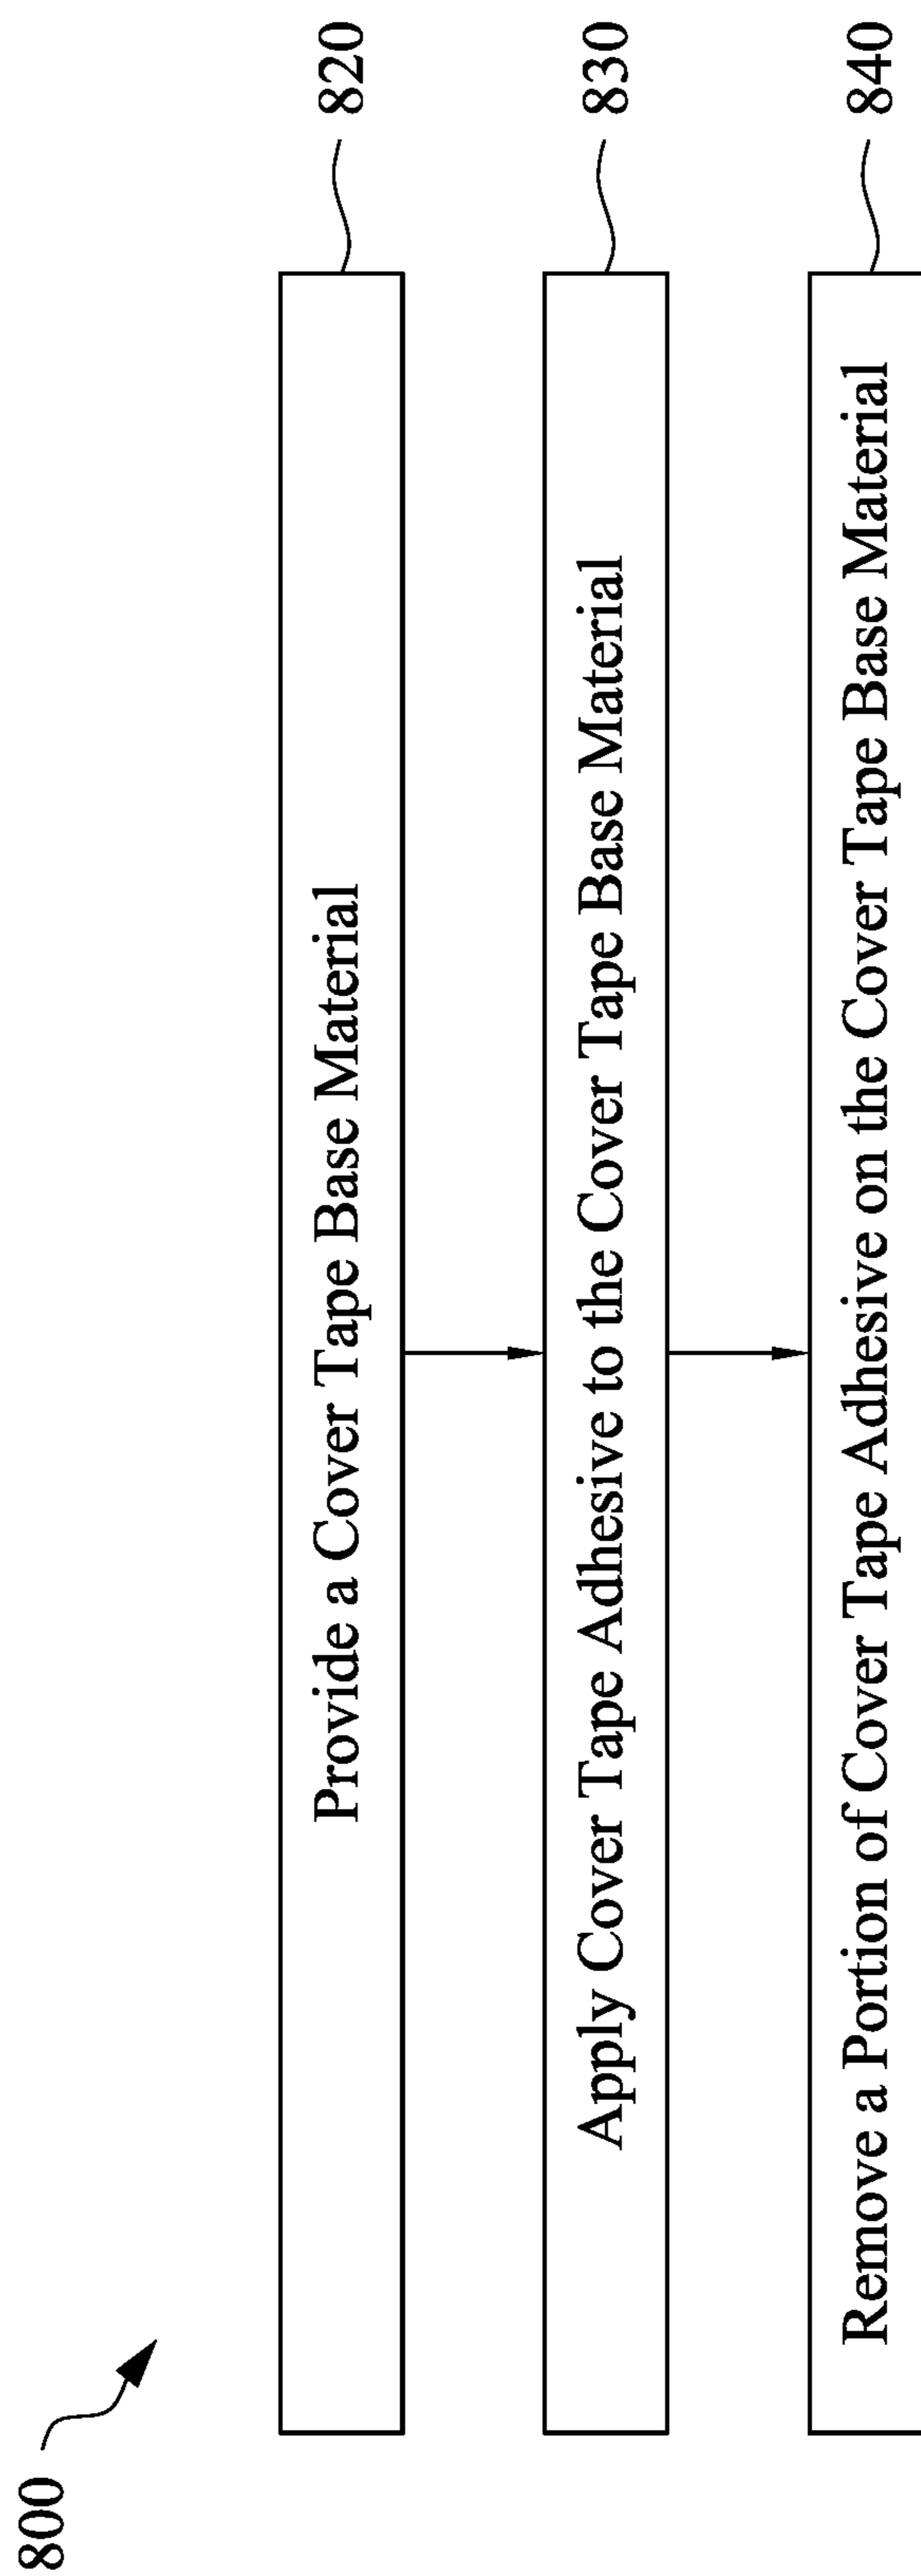 800
Provide a Cover Tape Base Material
820
Apply Cover Tape Adhesive to the Cover Tape Base Material
830
Remove a Portion of Cover Tape Adhesive on the Cover Tape Base Material
840